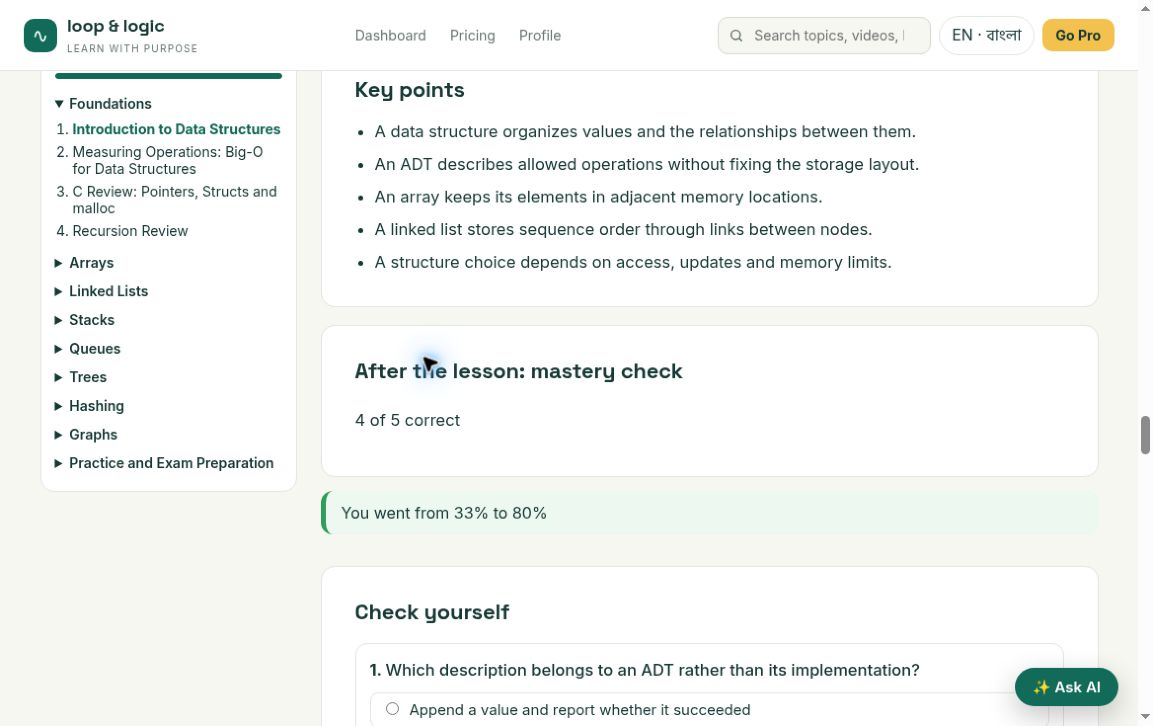 loop & logic
LEARN WITH PURPOSE
Dashboard
Pricing
Profile
Search topics, videos,
EN · বাংলা
Go Pro
Foundations
1. Introduction to Data Structures
2. Measuring Operations: Big-O
for Data Structures
3. C Review: Pointers, Structs and
malloc
4. Recursion Review
Arrays
Linked Lists
Stacks
Queues
Trees
Hashing
Graphs
Practice and Exam Preparation
Key points
A data structure organizes values and the relationships between them.
An ADT describes allowed operations without fixing the storage layout.
An array keeps its elements in adjacent memory locations.
A linked list stores sequence order through links between nodes.
A structure choice depends on access, updates and memory limits.
After the lesson: mastery check
4 of 5 correct
You went from 33% to 80%
Check yourself
1. Which description belongs to an ADT rather than its implementation?
Append a value and report whether it succeeded
✨ Ask AI